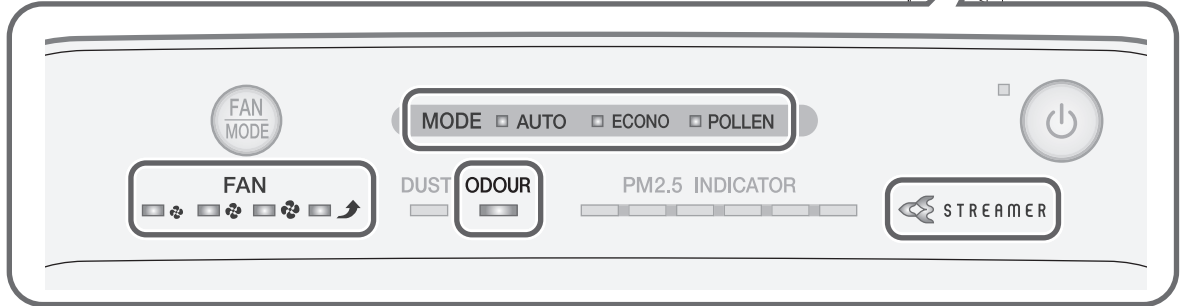 FAN
MODE
MODE AUTO ECONO POLLEN
FAN
DUST ODOUR PM2.5 INDICATOR
STREAMER